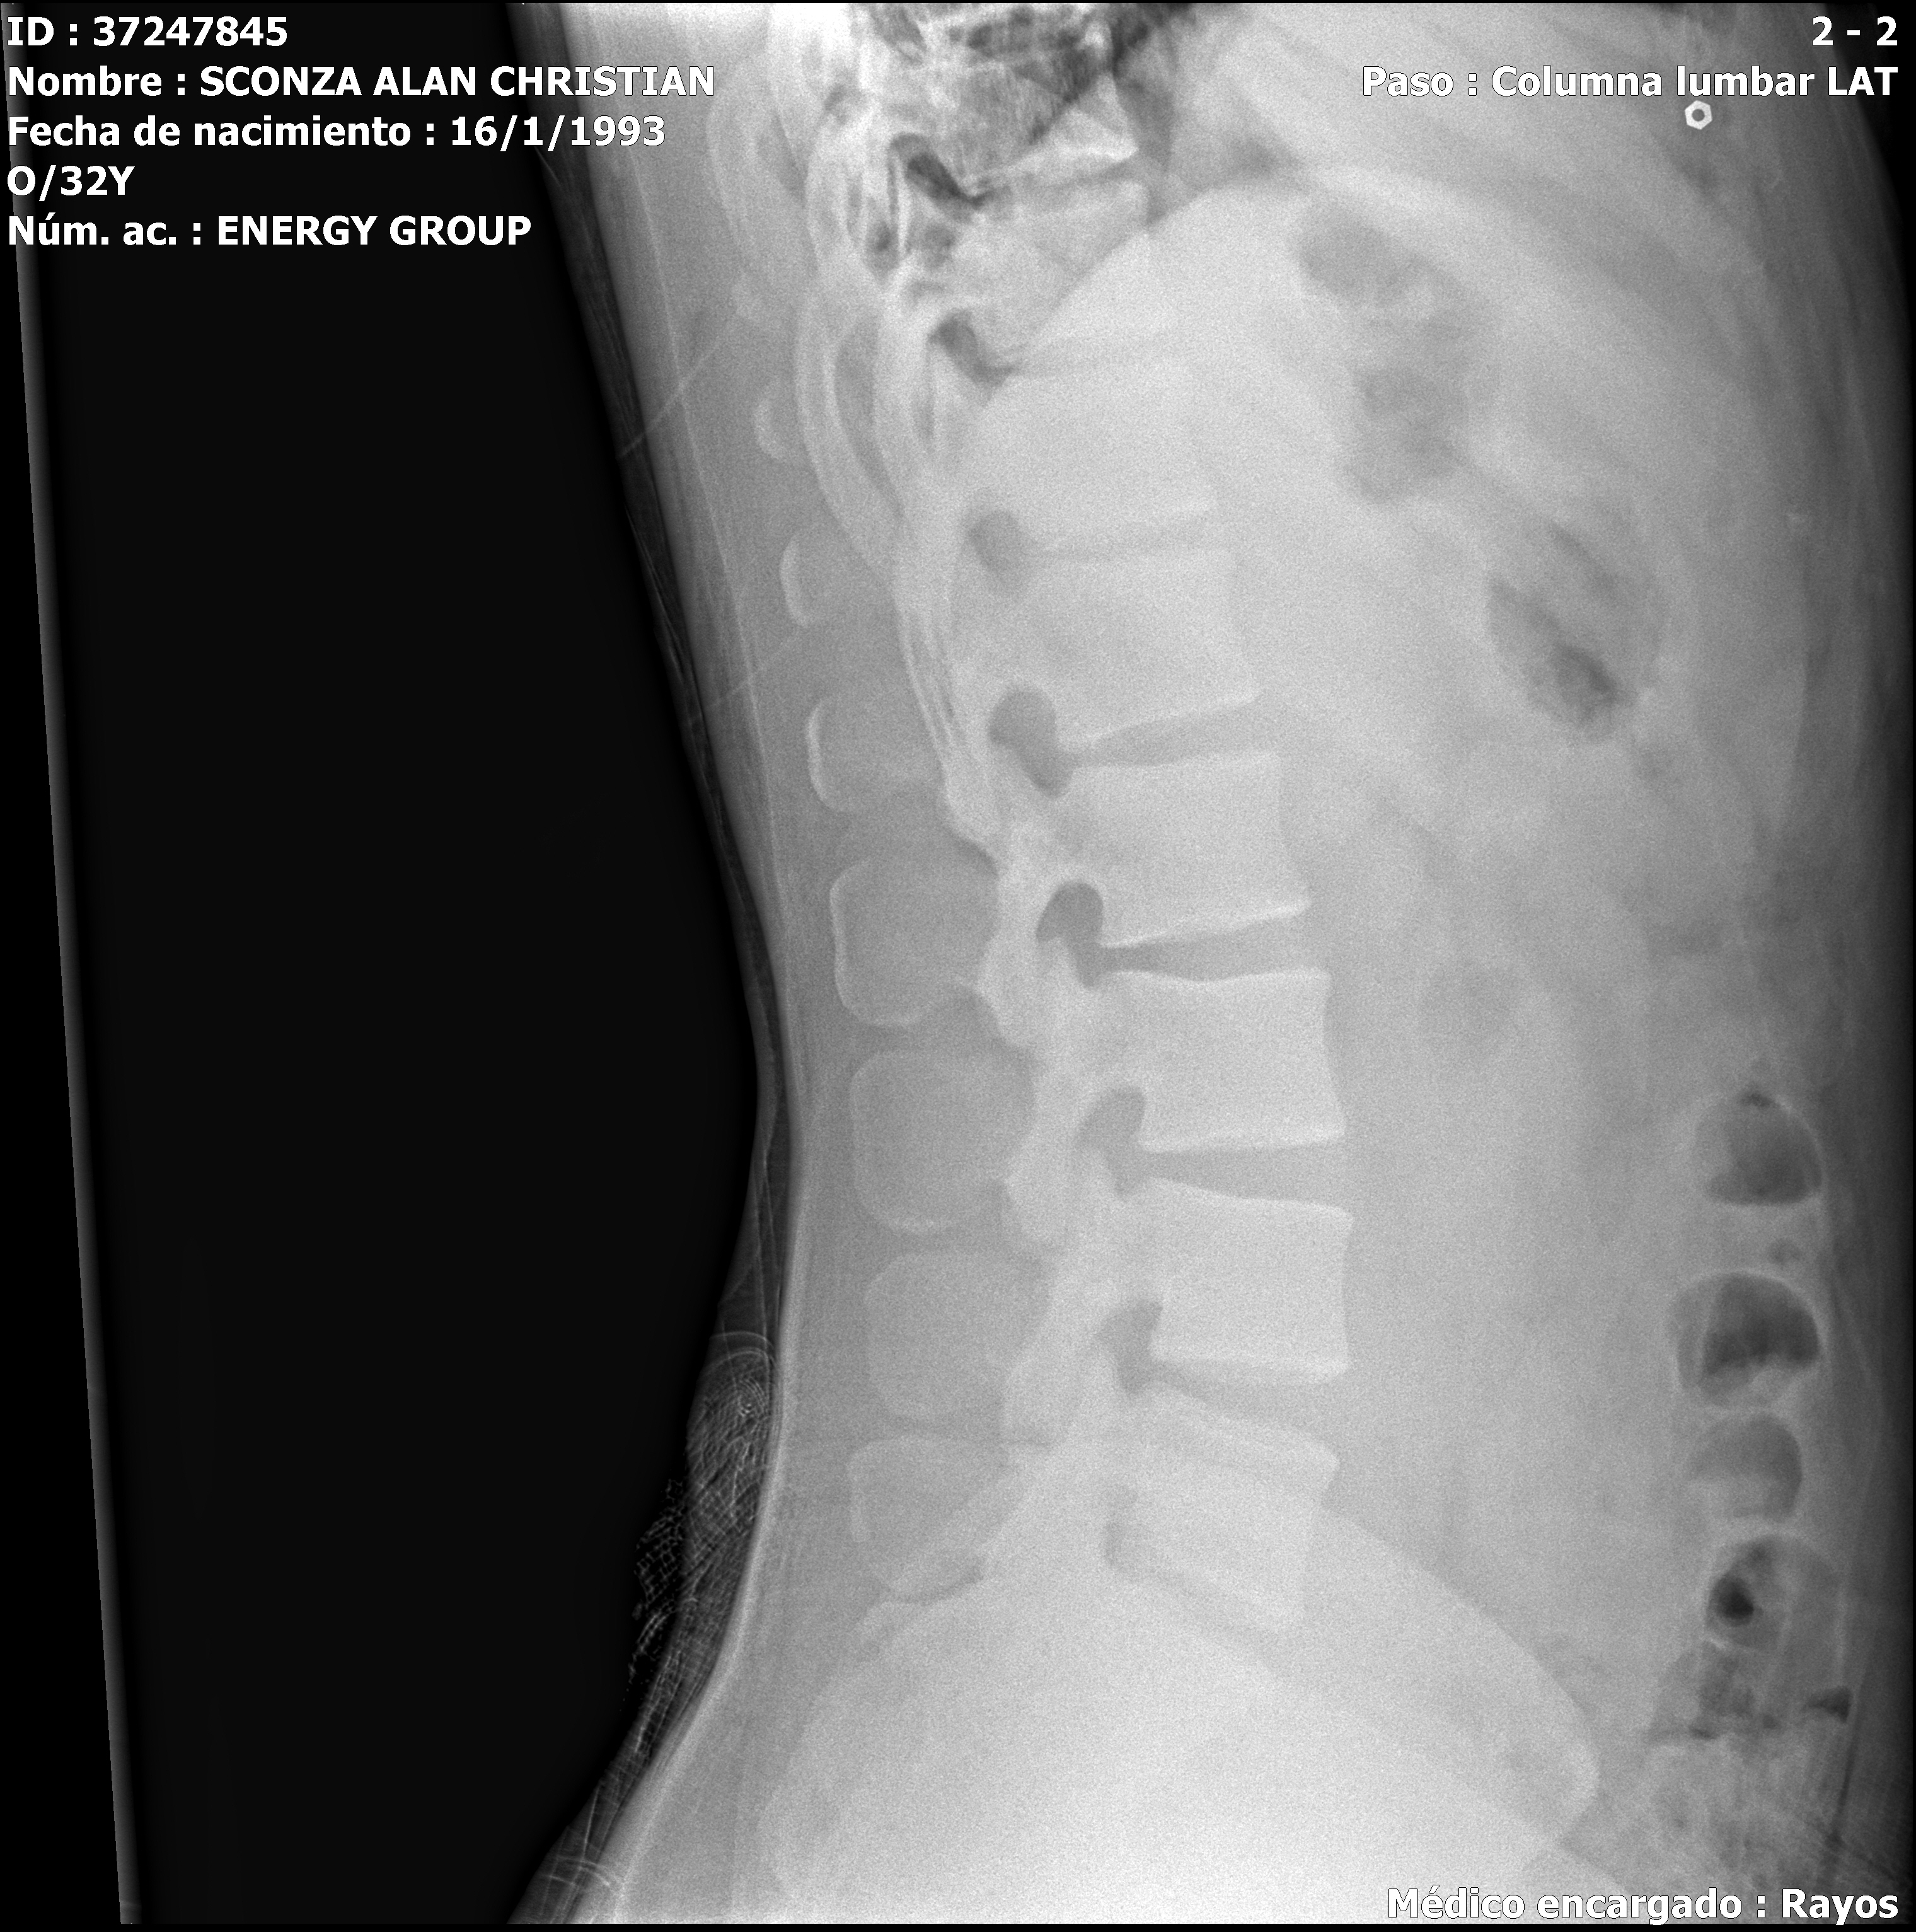 ID : 37247845
Nombre : SCONZA ALAN CHRISTIAN
Fecha de nacimiento : 16/1/1993
O/32Y
Núm. ac. : ENERGY GROUP
2 - 2
Paso : Columna lumbar LAT
Médico encargado : Rayos